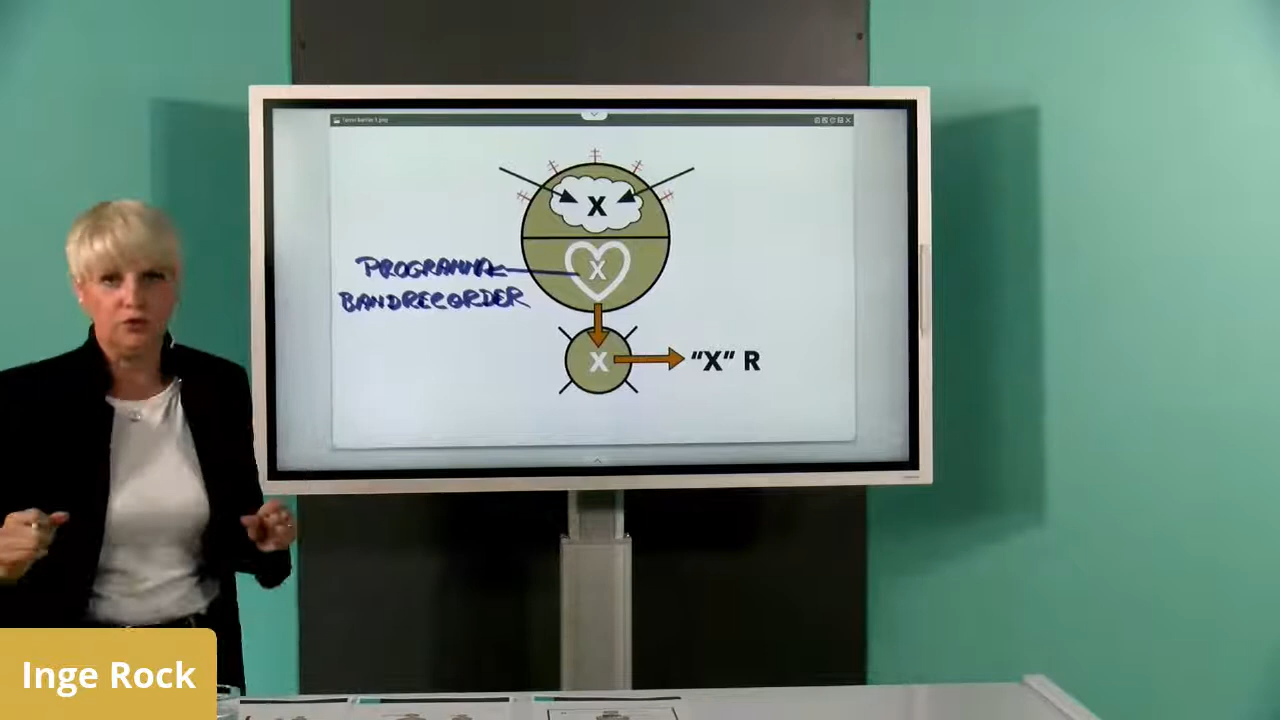 X
PROGRAMMA
X
BANDRECORDER
X
“X” R
Inge Rock